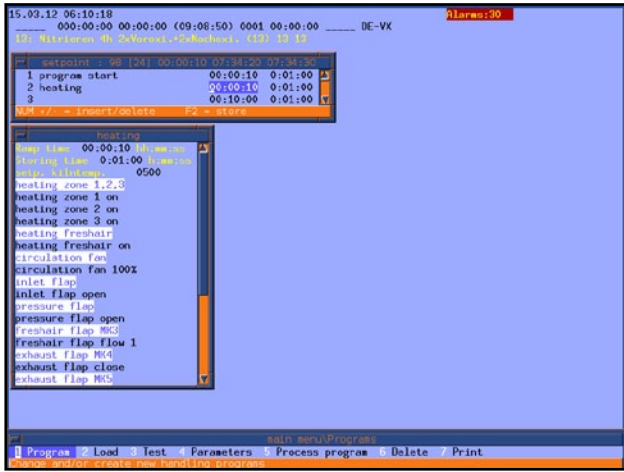 15.03.12 06:10:18 Alarms:30
_____ 000:00:00 00:00:00 (09:08:50) 0001 00:00:00 _____ DE-VX
13: Nitrieren 4h 2xVoroxi.+2xNachoxi. (13) 13 13
setpoint : 98 [24] 00:00:10 07:34:20 07:34:30
1 program start 00:00:10 0:01:00
2 heating 00:00:10 0:01:00
3 00:10:00 0:01:00
NUM +/- = insert/delete F2 = store
heating
Ramp time 00:00:10 hh:mm:ss
Storing time 0:01:00 h:mm:ss
setp. kilntemp. 0500
heating zone 1,2,3
heating zone 1 on
heating zone 2 on
heating zone 3 on
heating freshair
heating freshair on
circulation fan
circulation fan 100%
inlet flap
inlet flap open
pressure flap
pressure flap open
freshair flap MK3
freshair flap flow 1
exhaust flap MK4
exhaust flap close
exhaust flap MK5
main menu\Programs
1 Program 2 Load 3 Test 4 Parameters 5 Process program 6 Delete 7 Print
Change and/or create new handling programs